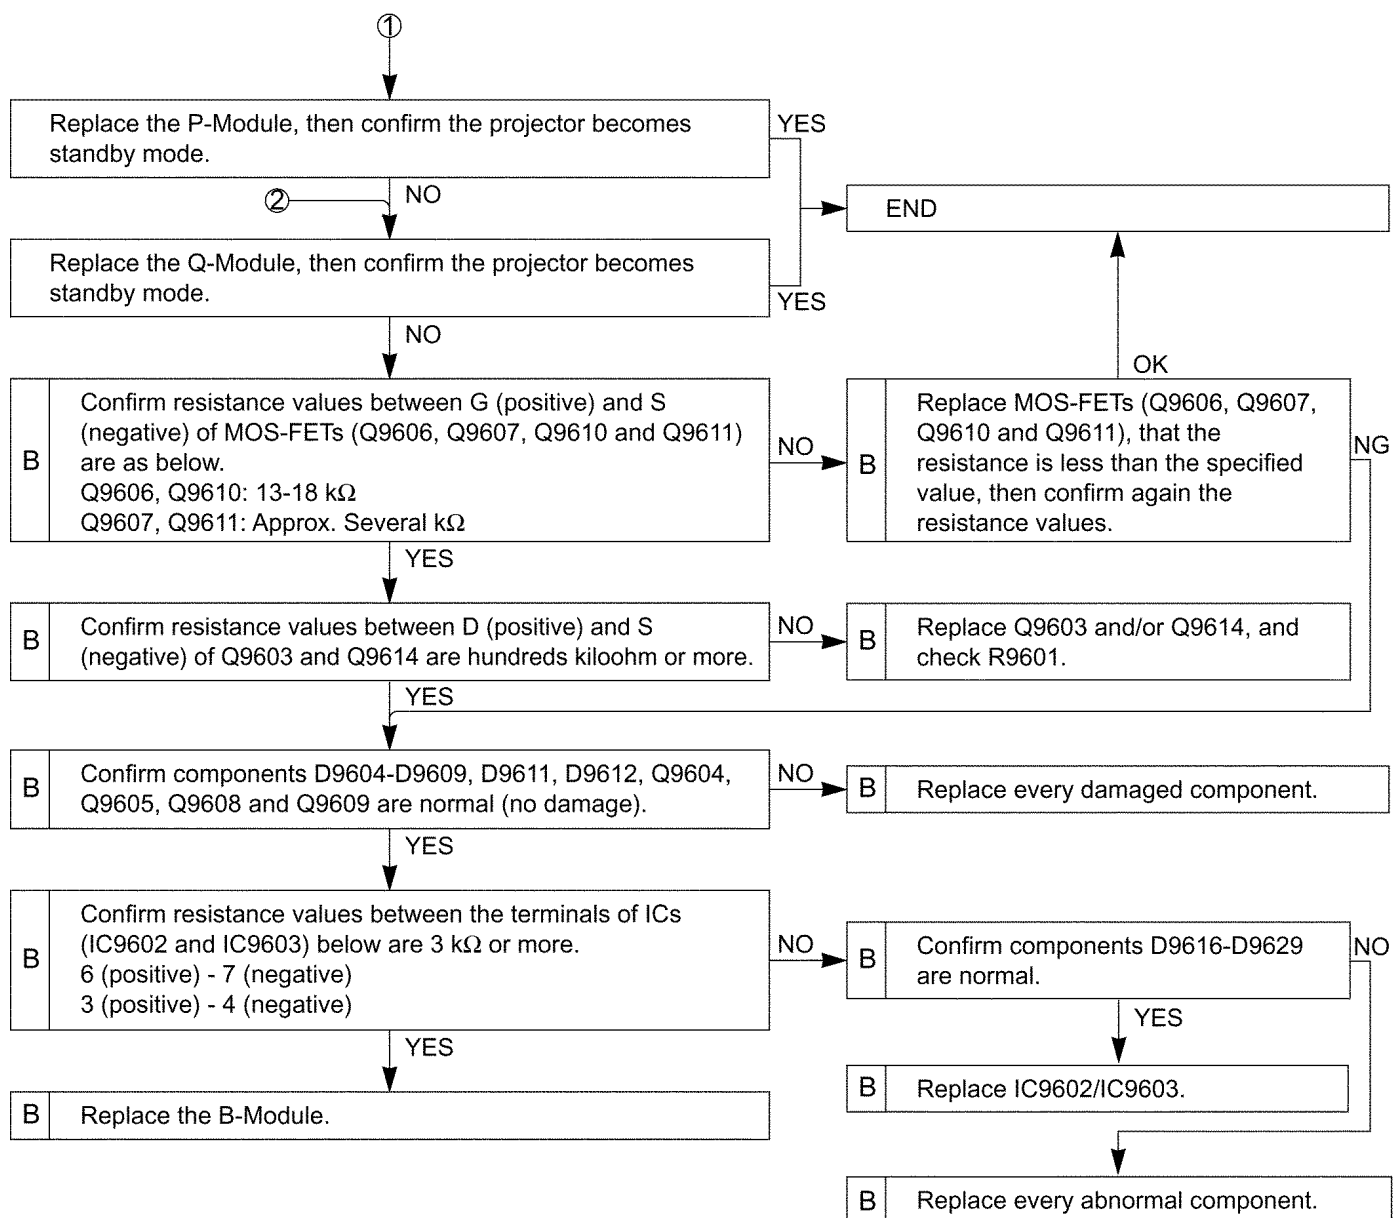 ①
Replace the P-Module, then confirm the projector becomes
standby mode.
YES
②
NO
END
Replace the Q-Module, then confirm the projector becomes
standby mode.
YES
NO
OK
B
Confirm resistance values between G (positive) and S
(negative) of MOS-FETs (Q9606, Q9607, Q9610 and Q9611)
are as below.
Q9606, Q9610: 13-18 kΩ
Q9607, Q9611: Approx. Several kΩ
NO
B
Replace MOS-FETs (Q9606, Q9607,
Q9610 and Q9611), that the
resistance is less than the specified
value, then confirm again the
resistance values.
NG
YES
B
Confirm resistance values between D (positive) and S
(negative) of Q9603 and Q9614 are hundreds kiloohm or more.
NO
B
Replace Q9603 and/or Q9614, and
check R9601.
YES
B
Confirm components D9604-D9609, D9611, D9612, Q9604,
Q9605, Q9608 and Q9609 are normal (no damage).
NO
B
Replace every damaged component.
YES
B
Confirm resistance values between the terminals of ICs
(IC9602 and IC9603) below are 3 kΩ or more.
6 (positive) - 7 (negative)
3 (positive) - 4 (negative)
NO
B
Confirm components D9616-D9629
are normal.
NO
YES
YES
B
Replace IC9602/IC9603.
B
Replace the B-Module.
B
Replace every abnormal component.